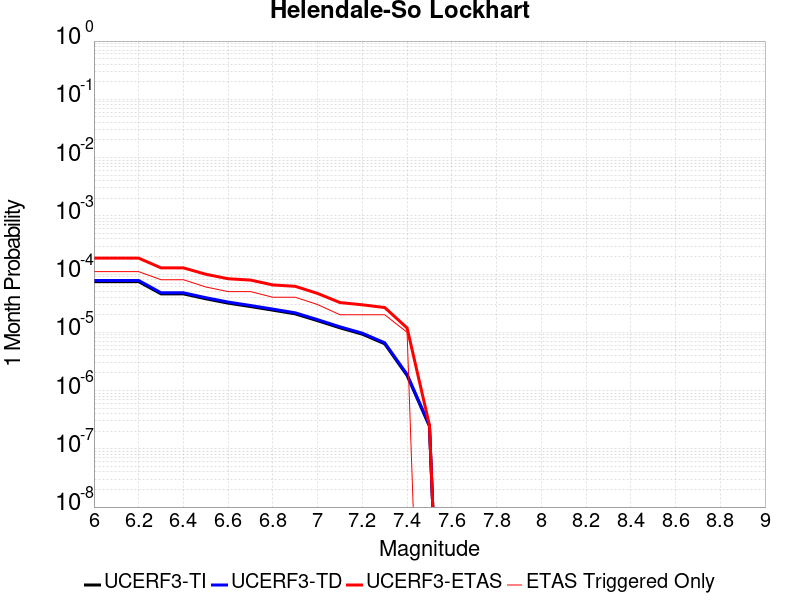 Helendale-So Lockhart
10^0
10^-1
10^-2
10^-3
10^-4
10^-5
10^-6
10^-7
10^-8
1 Month Probability
6 6.2 6.4 6.6 6.8 7 7.2 7.4 7.6 7.8 8 8.2 8.4 8.6 8.8 9
Magnitude
UCERF3-TI UCERF3-TD UCERF3-ETAS ETAS Triggered Only